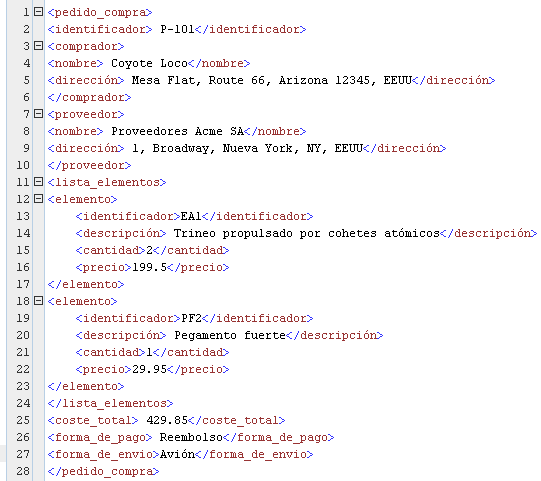 1 <pedido_compra>
2 <identificador> P-101</identificador>
3 <comprador>
4 <nombre> Coyote Loco</nombre>
5 <dirección> Mesa Flat, Route 66, Arizona 12345, EEUU</dirección>
6 </comprador>
7 <proveedor>
8 <nombre> Proveedores Acme SA</nombre>
9 <dirección> 1, Broadway, Nueva York, NY, EEUU</dirección>
10 </proveedor>
11 <lista_elementos>
12 <elemento>
13     <identificador>EA1</identificador>
14     <descripción> Trineo propulsado por cohetes atómicos</descripción>
15     <cantidad>2</cantidad>
16     <precio>199.5</precio>
17 </elemento>
18 <elemento>
19     <identificador>PF2</identificador>
20     <descripción> Pegamento fuerte</descripción>
21     <cantidad>1</cantidad>
22     <precio>29.95</precio>
23 </elemento>
24 </lista_elementos>
25 <coste_total> 429.85</coste_total>
26 <forma_de_pago> Reembolso</forma_de_pago>
27 <forma_de_envio>Avión</forma_de_envio>
28 </pedido_compra>